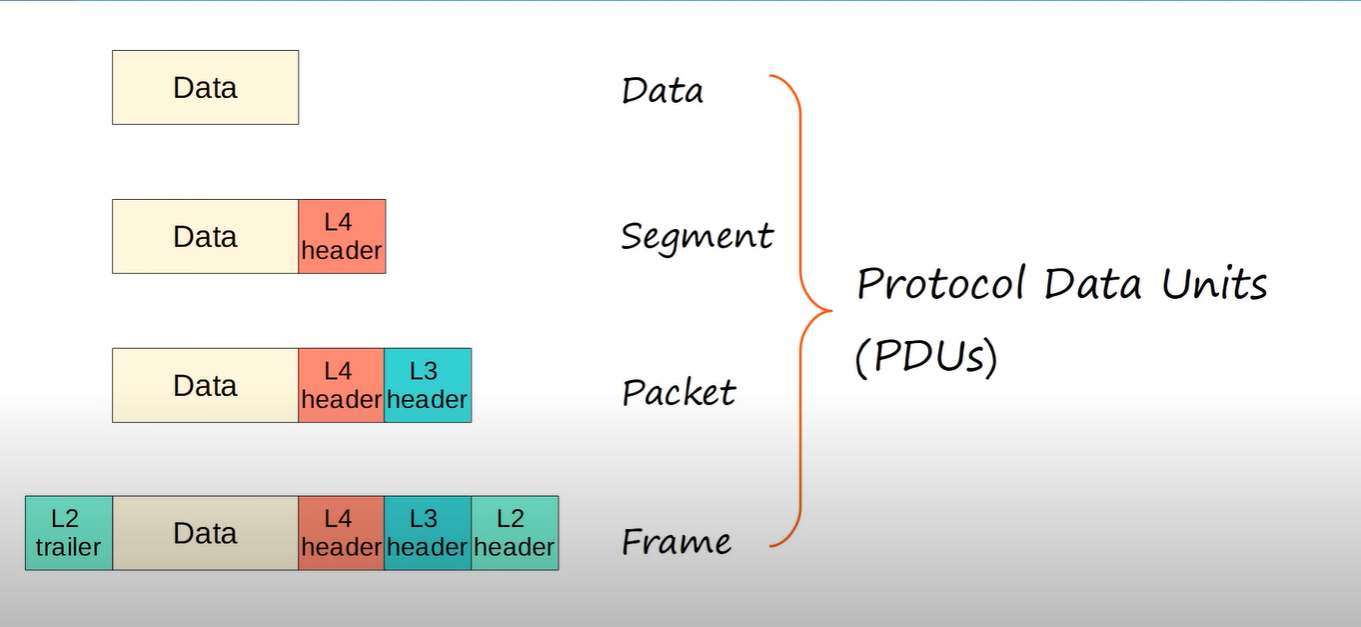 Data
Data
Data
L4
header
Segment
Protocol Data Units
(PDUs)
Data
L4
header
L3
header
Packet
L2
trailer
Data
L4
header
L3
header
L2
header
Frame